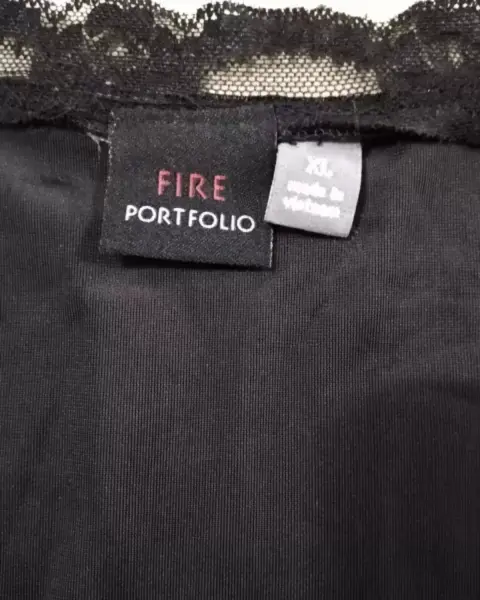 FIRE
PORTFOLIO
XL
made in
vietnam